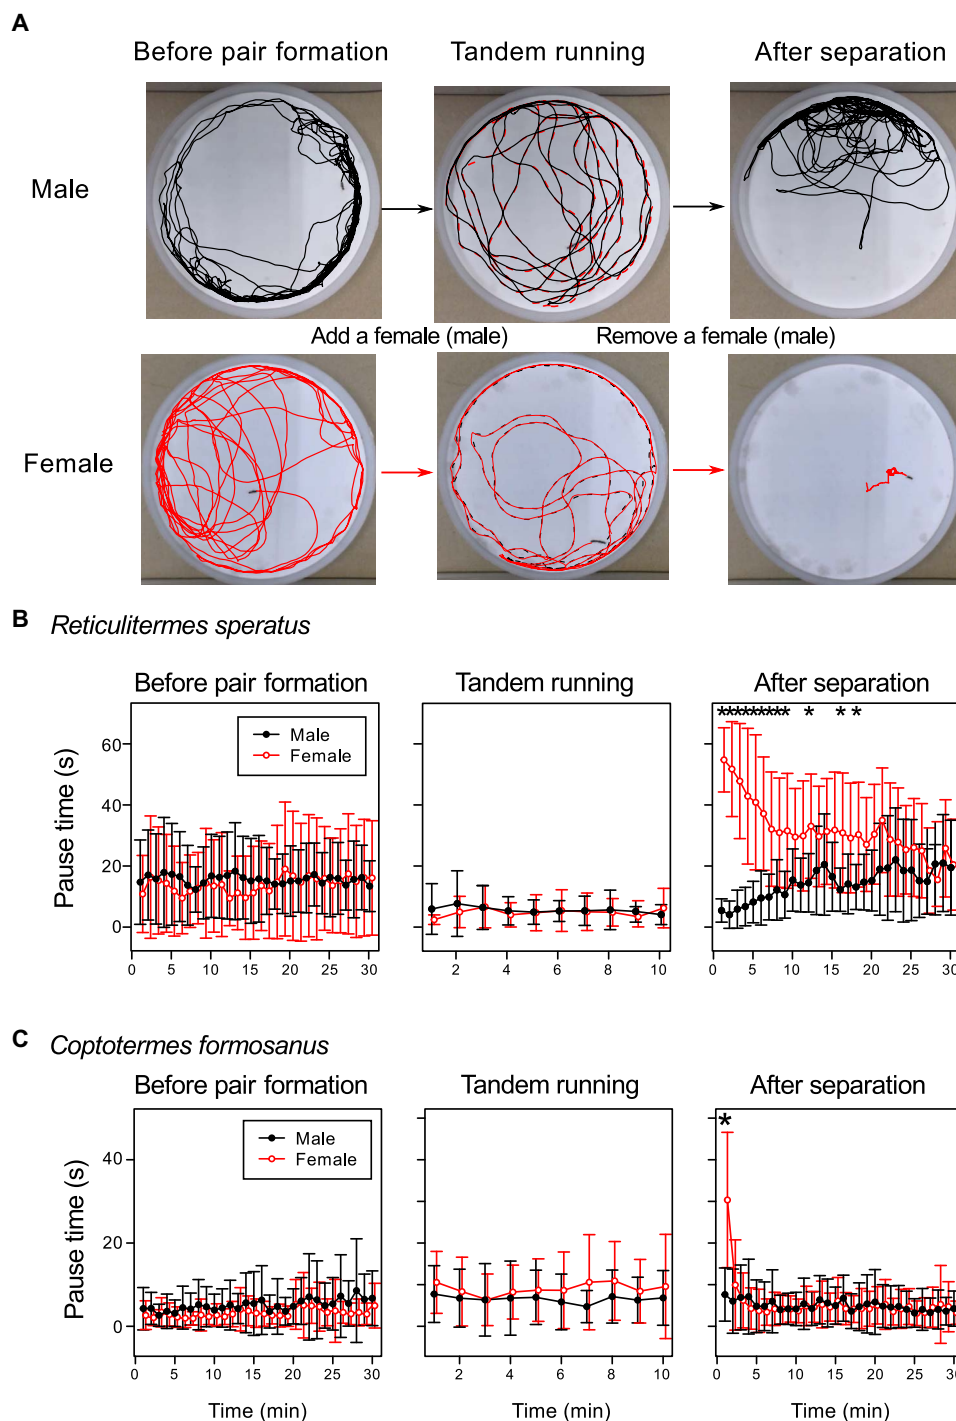 A
Before pair formation Tandem running After separation
Male
Add a female (male) Remove a female (male)
Female
B Reticulitermes speratus
Before pair formation Tandem running After separation
* * * * * * * * * * * *
Male
Female
Pause time (s)
60
40
20
0
0 5 10 15 20 25 30 2 4 6 8 10 0 5 10 15 20 25 30
C Coptotermes formosanus
Before pair formation Tandem running After separation
*
Male
Female
Pause time (s)
40
20
0
0 5 10 15 20 25 30 2 4 6 8 10 0 5 10 15 20 25 30
Time (min) Time (min) Time (min)